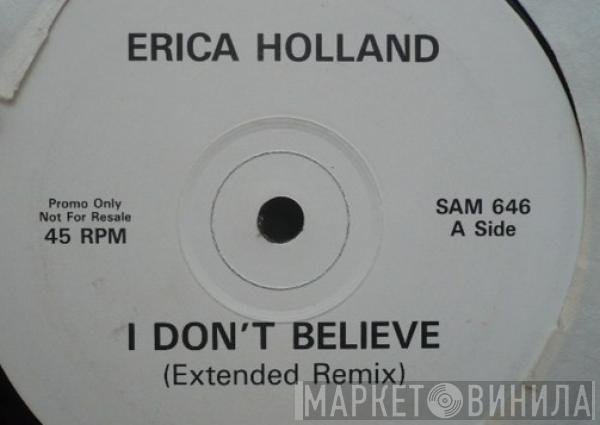 ERICA HOLLAND
Promo Only
Not For Resale
45 RPM
SAM 646
A Side
I DON'T BELIEVE
(Extended Remix)
МАРКЕТ ВИНИЛА